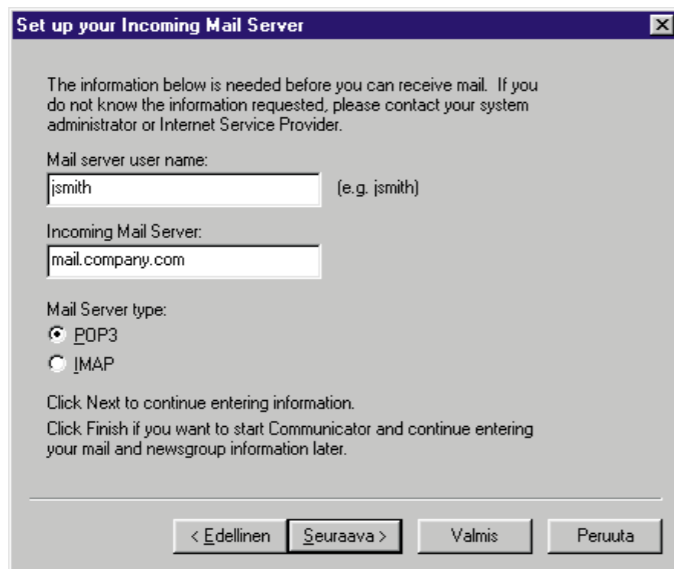 Set up your Incoming Mail Server
The information below is needed before you can receive mail. If you
do not know the information requested, please contact your system
administrator or Internet Service Provider.
Mail server user name:
jsmith (e.g. jsmith)
Incoming Mail Server:
mail.company.com
Mail Server type:
POP3
IMAP
Click Next to continue entering information.
Click Finish if you want to start Communicator and continue entering
your mail and newsgroup information later.
< Edellinen Seuraava > Valmis Peruuta